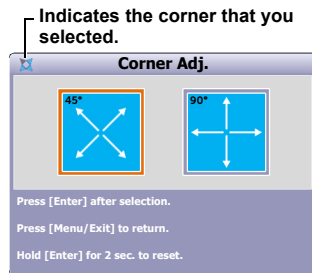 Indicates the corner that you
selected.
Corner Adj.
45°
90°
Press [Enter] after selection.
Press [Menu/Exit] to return.
Hold [Enter] for 2 sec. to reset.